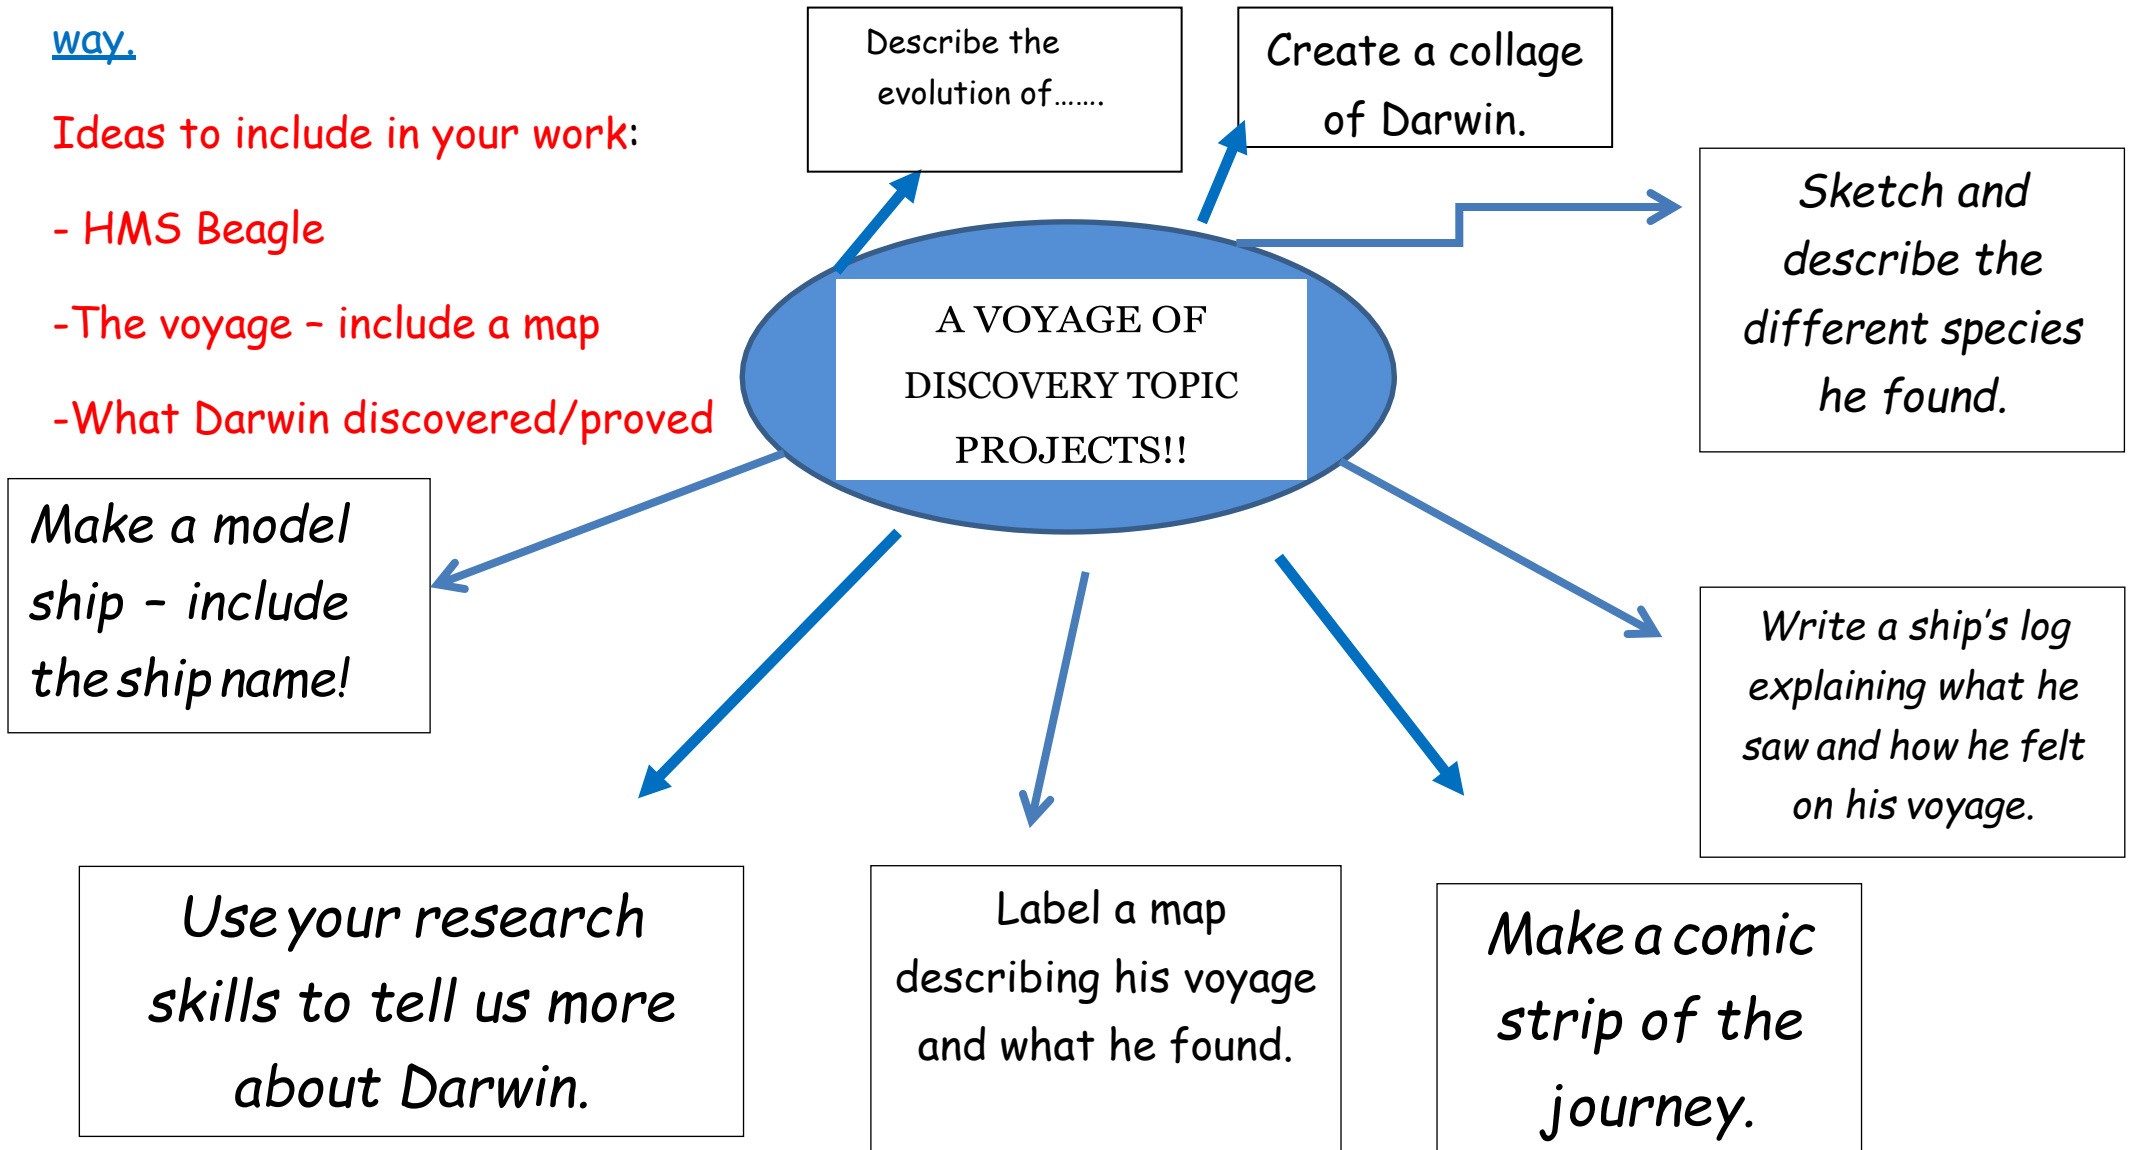 way.
Ideas to include in your work:
- HMS Beagle
-The voyage – include a map
-What Darwin discovered/proved
Describe the
evolution of.......
Create a collage
of Darwin.
Sketch and
describe the
different species
he found.
A VOYAGE OF
DISCOVERY TOPIC
PROJECTS!!
Make a model
ship – include
the ship name!
Write a ship’s log
explaining what he
saw and how he felt
on his voyage.
Use your research
skills to tell us more
about Darwin.
Label a map
describing his voyage
and what he found.
Make a comic
strip of the
journey.